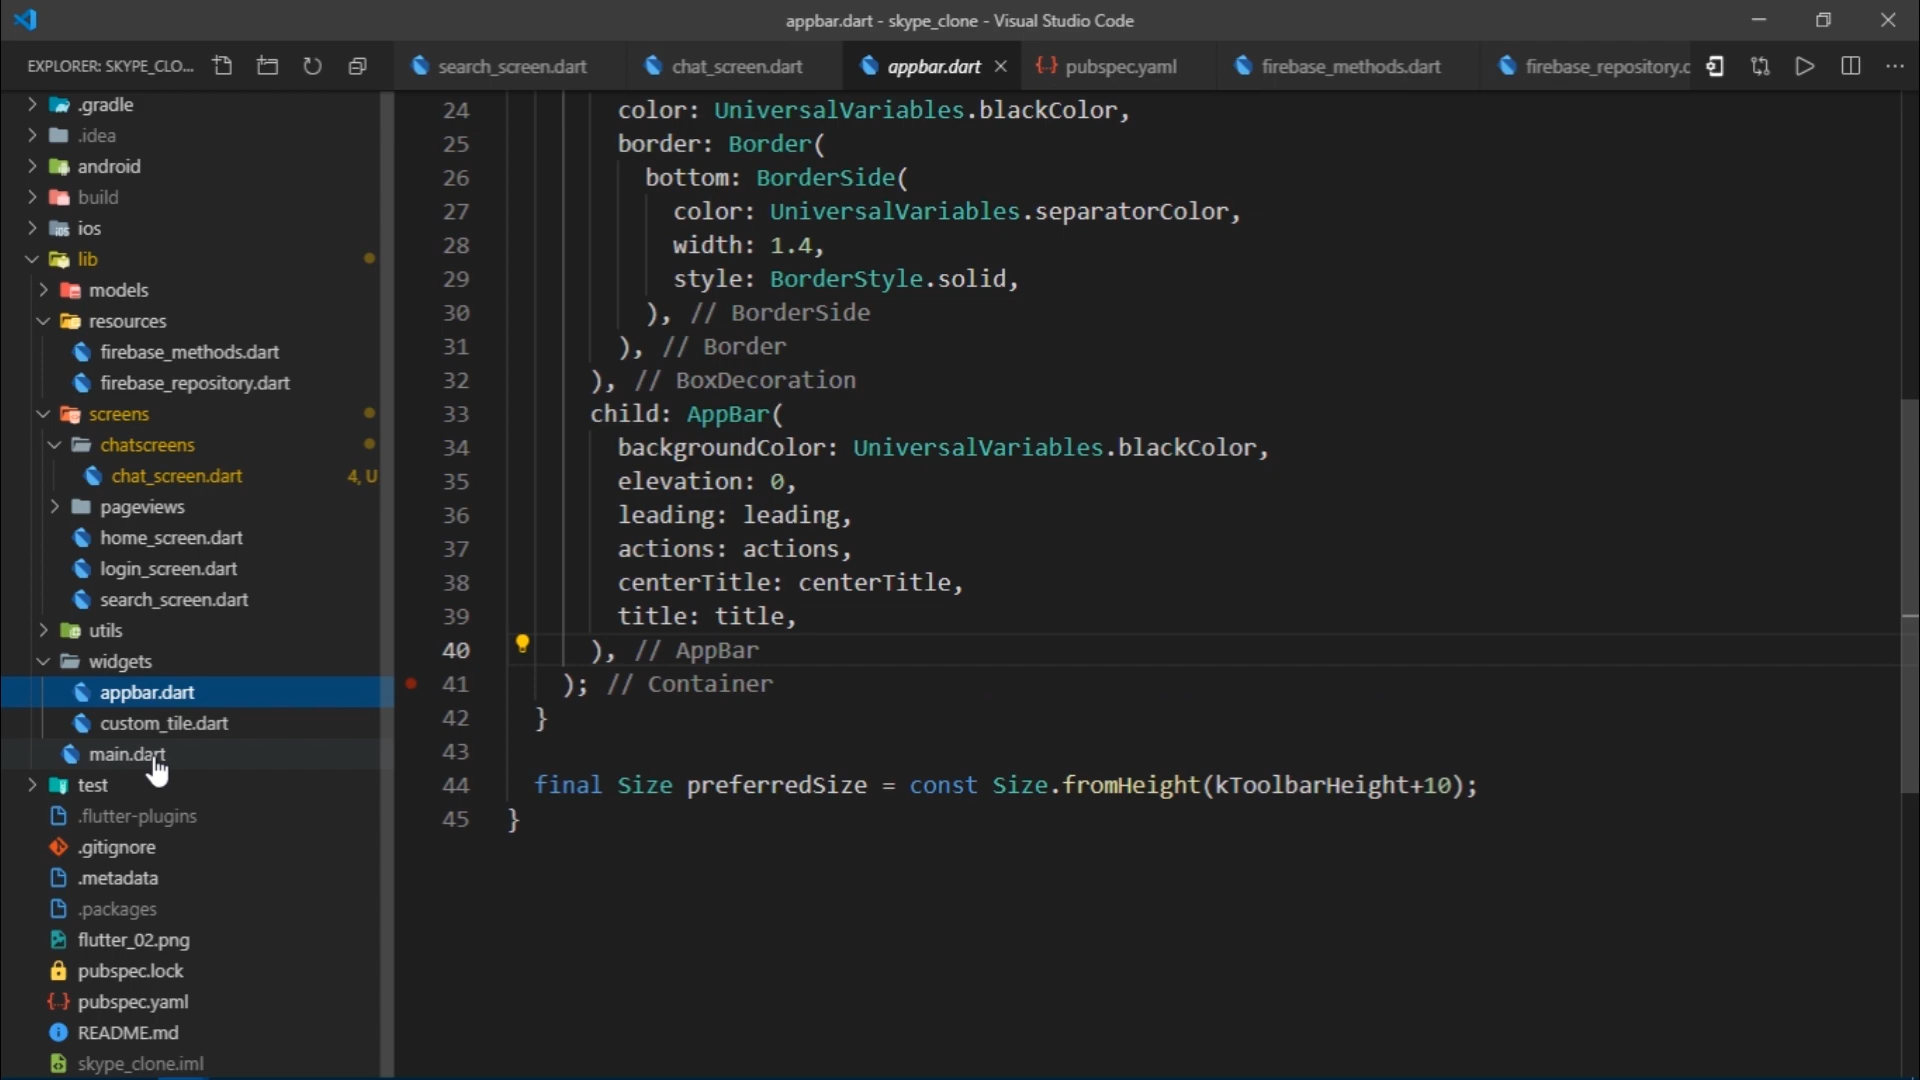 appbar.dart - skype_clone - Visual Studio Code
EXPLORER: SKYPE_CLO...
search_screen.dart
chat_screen.dart
appbar.dart
pubspec.yaml
firebase_methods.dart
firebase_repository.c
.gradle
.idea
android
build
ios
lib
models
resources
firebase_methods.dart
firebase_repository.dart
screens
chatscreens
chat_screen.dart 4, U
pageviews
home_screen.dart
login_screen.dart
search_screen.dart
utils
widgets
appbar.dart
custom_tile.dart
main.dart
test
.flutter-plugins
.gitignore
.metadata
.packages
flutter_02.png
pubspec.lock
pubspec.yaml
README.md
skype_clone.iml
24 color: UniversalVariables.blackColor,
25 border: Border(
26 bottom: BorderSide(
27 color: UniversalVariables.separatorColor,
28 width: 1.4,
29 style: BorderStyle.solid,
30 ), // BorderSide
31 ), // Border
32 ), // BoxDecoration
33 child: AppBar(
34 backgroundColor: UniversalVariables.blackColor,
35 elevation: 0,
36 leading: leading,
37 actions: actions,
38 centerTitle: centerTitle,
39 title: title,
40 ), // AppBar
41 ); // Container
42 }
43
44 final Size preferredSize = const Size.fromHeight(kToolbarHeight+10);
45 }